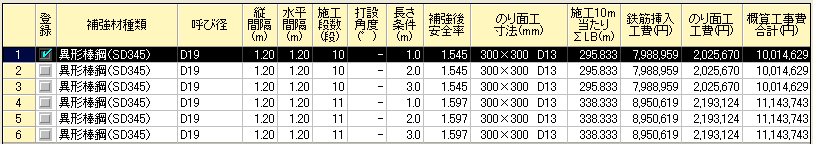 登録 補強材種類 呼び径 縦間隔(m) 水平間隔(m) 施工段数(段) 打設角度(°) 長さ条件(m) 補強後安全率 のり面工寸法(mm) 施工10m当たりΣLB(m) 鉄筋挿入工費(円) のり面工工費(円) 概算工事費合計(円)
1 異形棒鋼(SD345) D19 1.20 1.20 10 - 1.0 1.545 300×300 D13 295.833 7,988,959 2,025,670 10,014,629
2 異形棒鋼(SD345) D19 1.20 1.20 10 - 2.0 1.545 300×300 D13 295.833 7,988,959 2,025,670 10,014,629
3 異形棒鋼(SD345) D19 1.20 1.20 10 - 3.0 1.545 300×300 D13 295.833 7,988,959 2,025,670 10,014,629
4 異形棒鋼(SD345) D19 1.20 1.20 11 - 1.0 1.597 300×300 D13 338.333 8,950,619 2,193,124 11,143,743
5 異形棒鋼(SD345) D19 1.20 1.20 11 - 2.0 1.597 300×300 D13 338.333 8,950,619 2,193,124 11,143,743
6 異形棒鋼(SD345) D19 1.20 1.20 11 - 3.0 1.597 300×300 D13 338.333 8,950,619 2,193,124 11,143,743